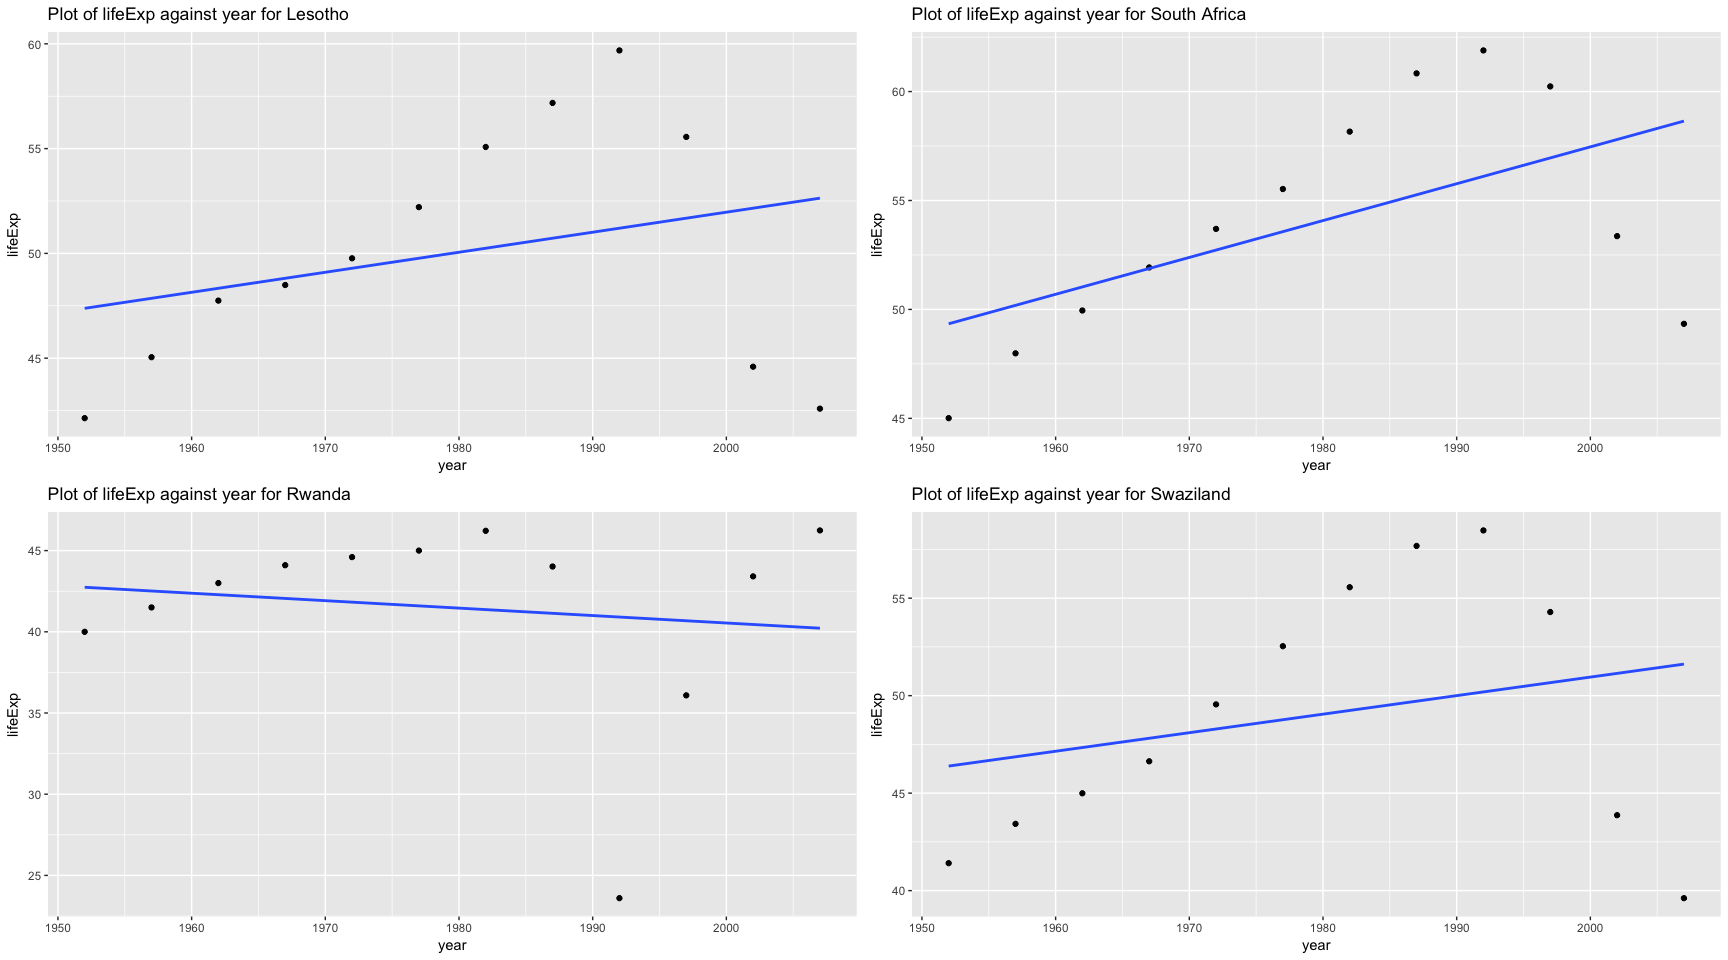 Plot of lifeExp against year for Lesotho
60
55
50
45
lifeExp
1950 1960 1970 1980 1990 2000
year
Plot of lifeExp against year for South Africa
60
55
50
45
lifeExp
1950 1960 1970 1980 1990 2000
year
Plot of lifeExp against year for Rwanda
45
40
35
30
25
lifeExp
1950 1960 1970 1980 1990 2000
year
Plot of lifeExp against year for Swaziland
55
50
45
40
lifeExp
1950 1960 1970 1980 1990 2000
year